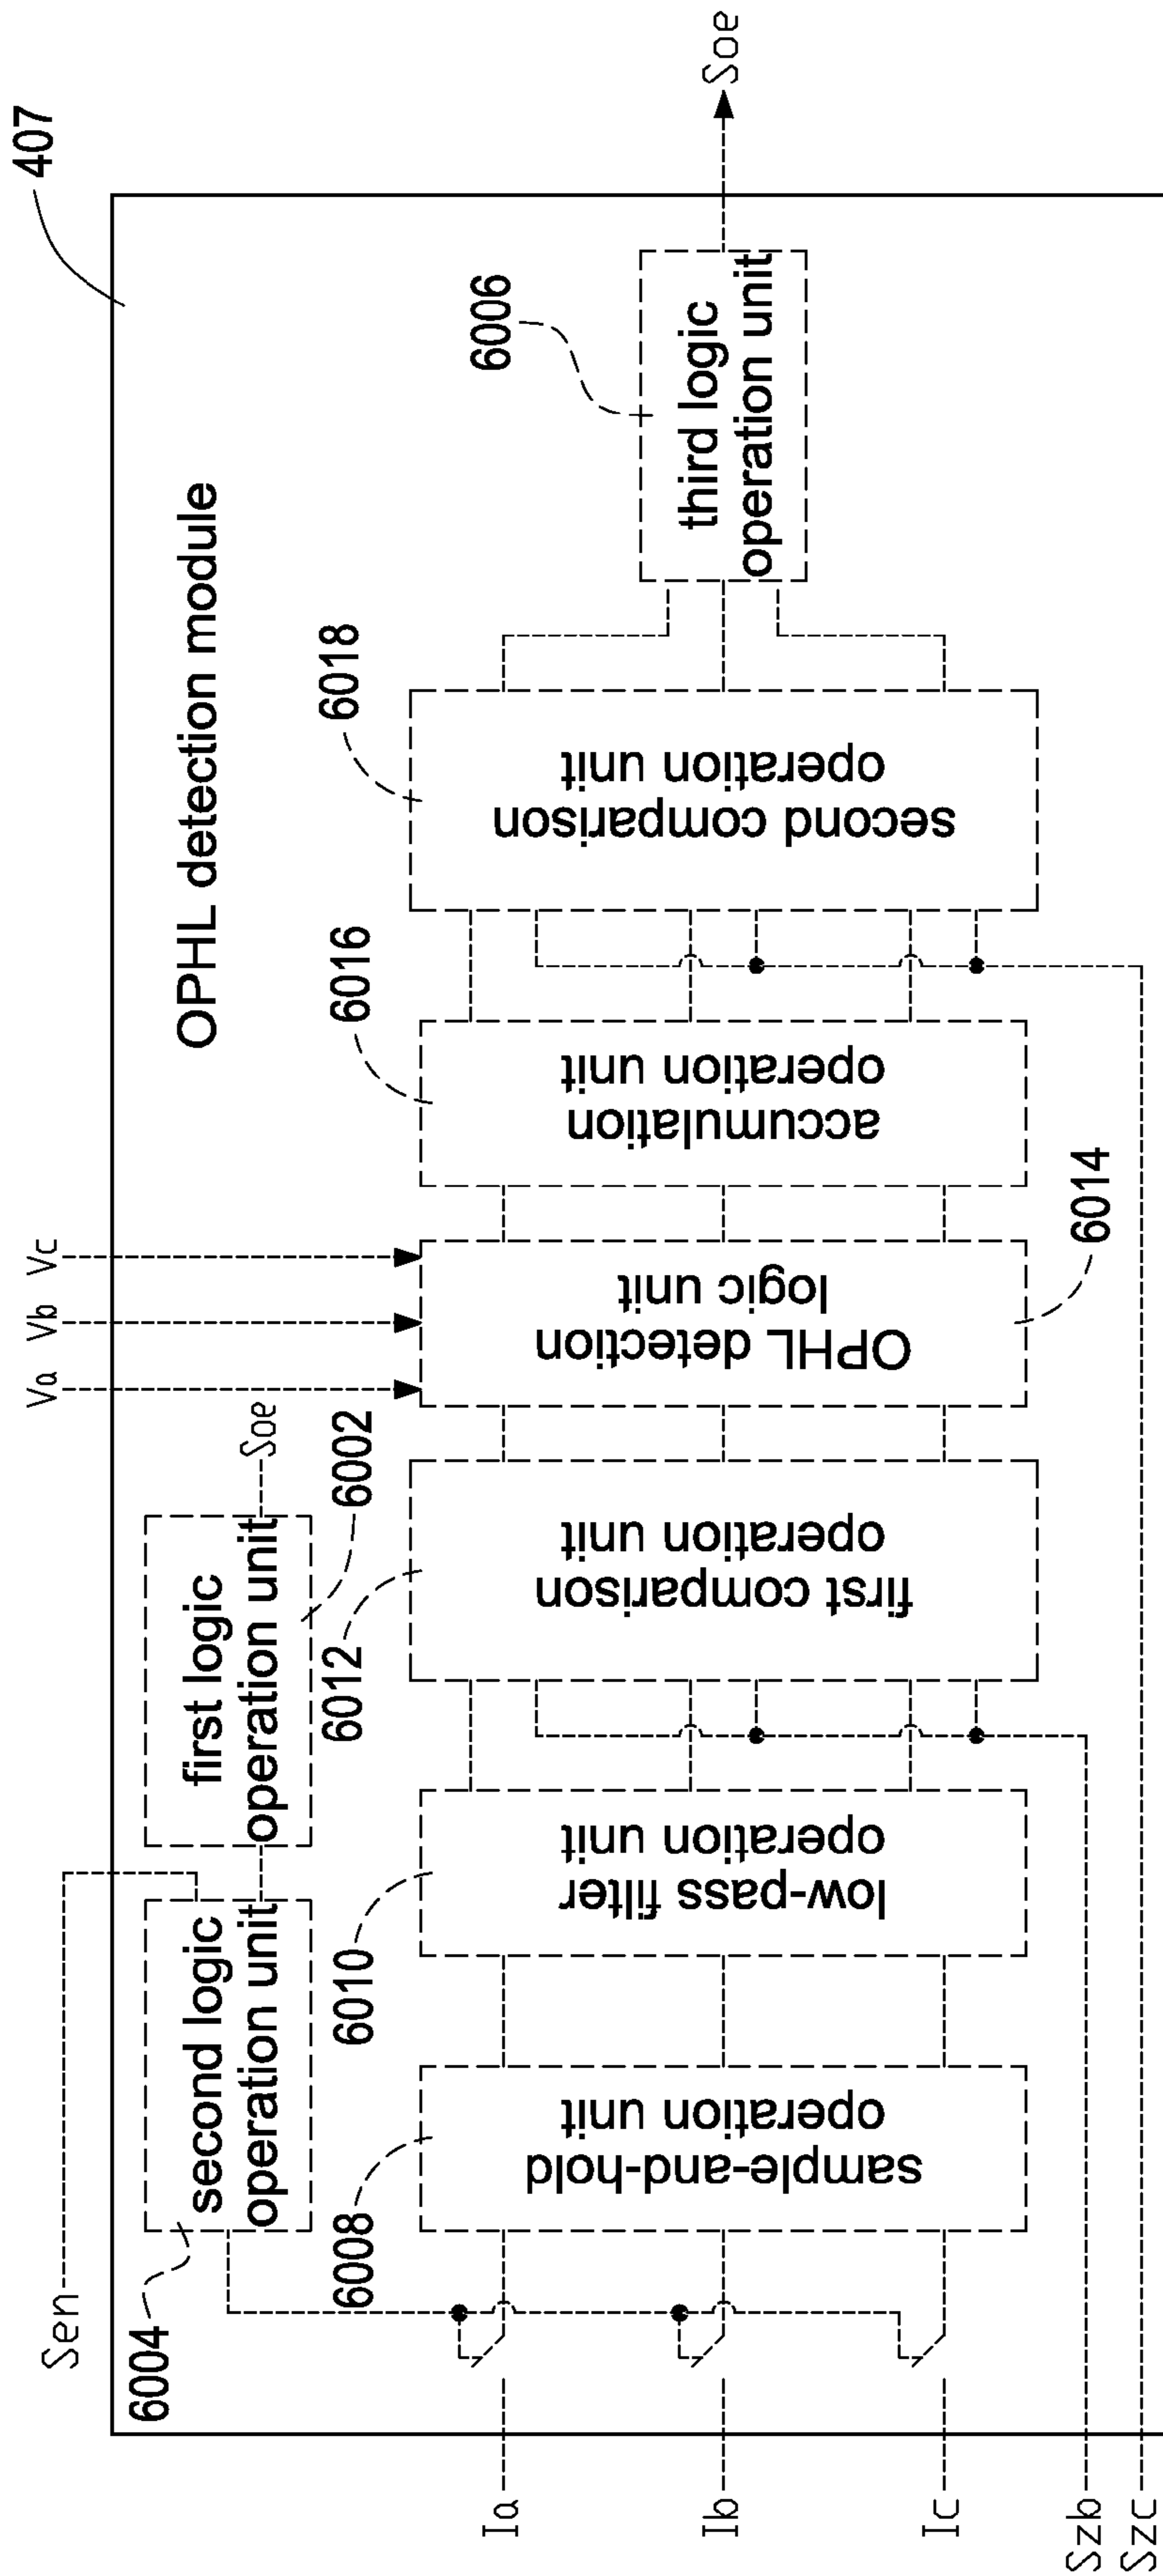 407
OPHL detection module
Sen
Va
Vb
Vc
6004
second logic
operation unit
first logic
operation unit
Soe
6002
6008
sample-and-hold
operation unit
6010
low-pass filter
operation unit
6012
first comparison
operation unit
OPHL detection
logic unit
6014
6016
accumulation
operation unit
6018
second comparison
operation unit
6006
third logic
operation unit
Soe
Ia
Ib
Ic
Szb
Szc